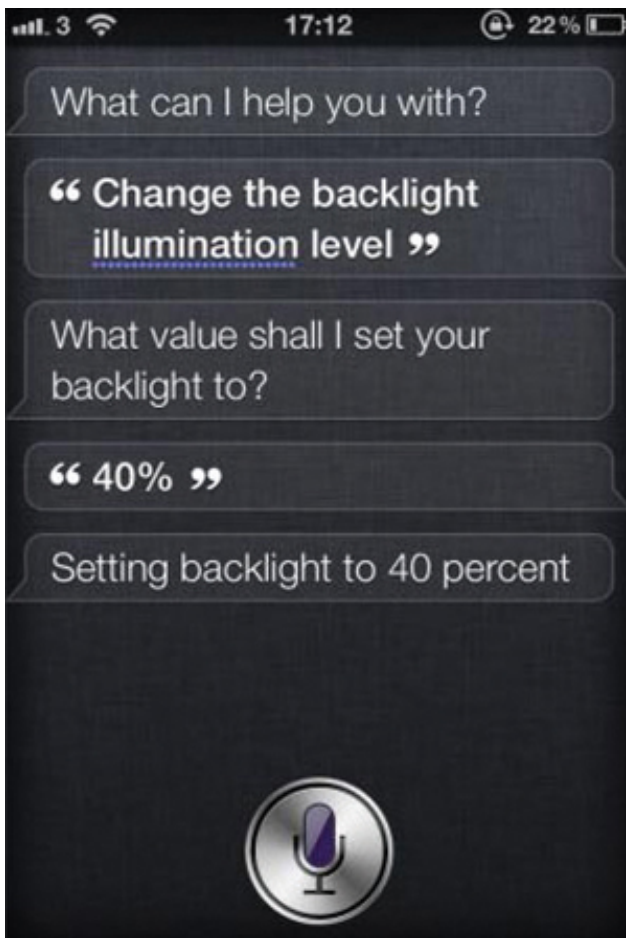 3 17:12 22%
What can I help you with?
“ Change the backlight
illumination level ”
What value shall I set your
backlight to?
“ 40% ”
Setting backlight to 40 percent